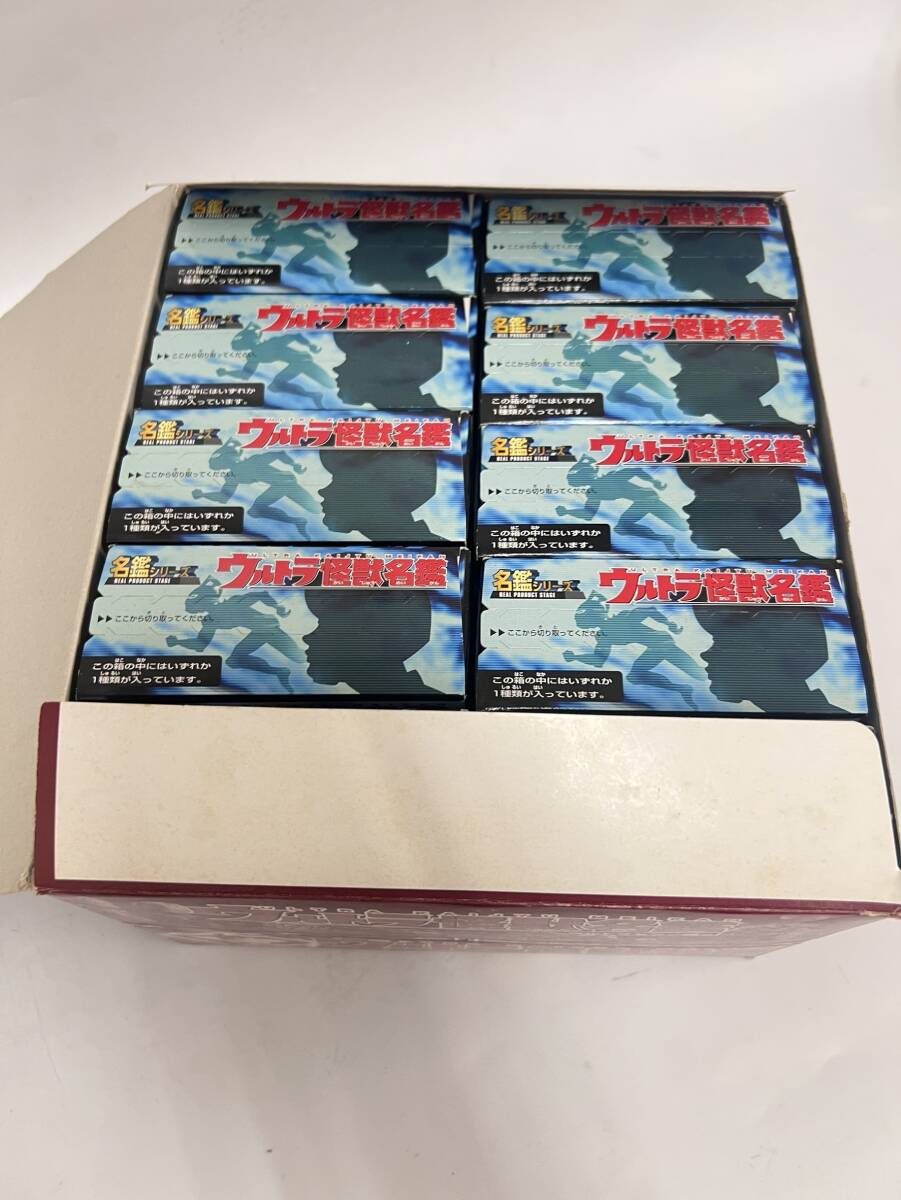 名鑑シリーズ
REAL PRODUCT STAGE
ウルトラ怪獣名鑑
▶▶ここから切り取ってください。
この箱の中にはいずれか
1種類が入っています。
名鑑シリーズ
REAL PRODUCT STAGE
ウルトラ怪獣名鑑
▶▶ここから切り取ってください。
この箱の中にはいずれか
1種類が入っています。
ULTRA KAIJYU MEIKAN
名鑑シリーズ
REAL PRODUCT STAGE
ウルトラ怪獣名鑑
▶▶ここから切り取ってください。
この箱の中にはいずれか
1種類が入っています。
名鑑シリーズ
REAL PRODUCT STAGE
ウルトラ怪獣名鑑
▶▶ここから切り取ってください。
この箱の中にはいずれか
1種類が入っています。
ULTRA KAIJYU MEIKAN
名鑑シリーズ
REAL PRODUCT STAGE
ウルトラ怪獣名鑑
▶▶ここから切り取ってください。
この箱の中にはいずれか
1種類が入っています。
ULTRA KAIJYU MEIKAN
名鑑シリーズ
REAL PRODUCT STAGE
ウルトラ怪獣名鑑
▶▶ここから切り取ってください。
この箱の中にはいずれか
1種類が入っています。
ULTRA KAIJYU MEIKAN
名鑑シリーズ
REAL PRODUCT STAGE
ウルトラ怪獣名鑑
▶▶ここから切り取ってください。
この箱の中にはいずれか
1種類が入っています。
ULTRA KAIJYU MEIKAN
名鑑シリーズ
REAL PRODUCT STAGE
ウルトラ怪獣名鑑
▶▶ここから切り取ってください。
この箱の中にはいずれか
1種類が入っています。